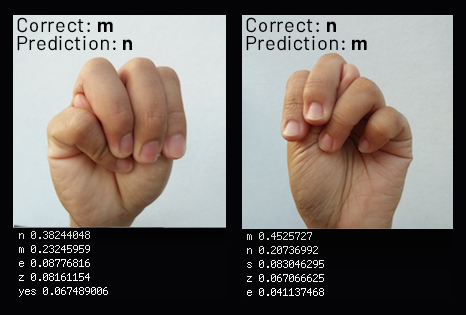 Correct: m
Prediction: n
n 0.38244048
m 0.23245959
e 0.08776816
z 0.08161154
yes 0.067489006
Correct: n
Prediction: m
m 0.4525727
n 0.20736992
s 0.083046295
z 0.067066625
e 0.041137468